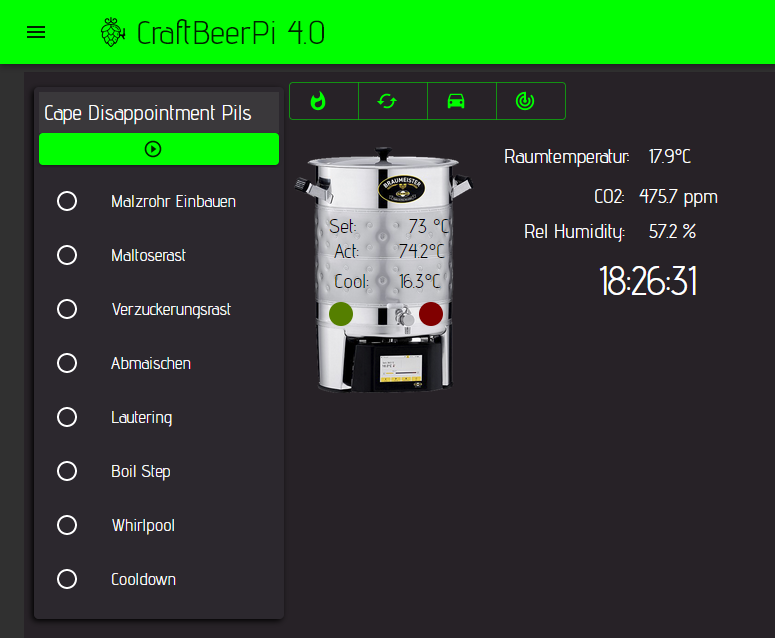 CraftBeerPi 4.0
Cape Disappointment Pils
Malzrohr Einbauen
Maltoserast
Verzuckerungsrast
Abmaischen
Lautering
Boil Step
Whirlpool
Cooldown
BRAUMEISTER
Set: 73 °C
Act: 74.2°C
Cool: 16.3°C
Raumtemperatur: 17.9°C
CO2: 475.7 ppm
Rel Humidity: 57.2 %
18:26:31